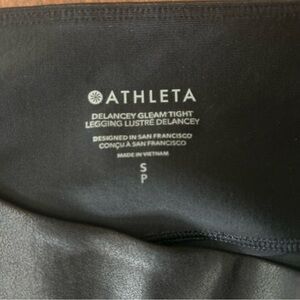 ATHLETA
DELANCEY GLEAM TIGHT
LEGGING LUSTRÉ DELANCEY
DESIGNED IN SAN FRANCISCO
CONÇU À SAN FRANCISCO
MADE IN VIETNAM
S
P